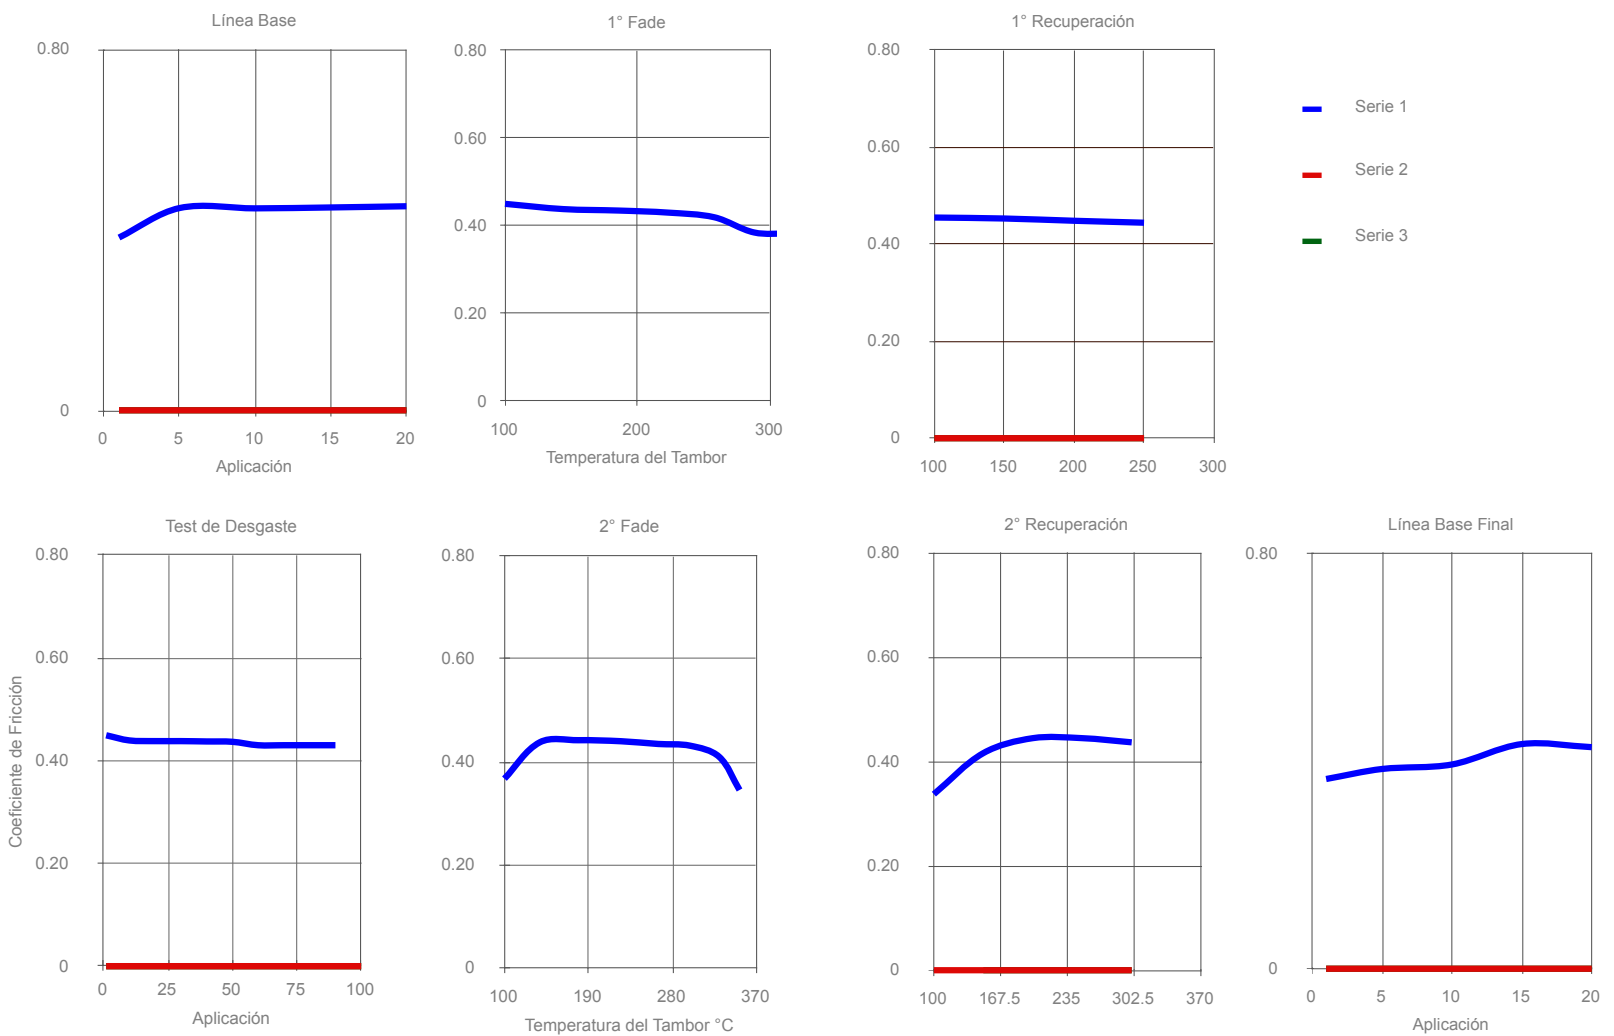 Línea Base
0.80
0
0 5 10 15 20
Aplicación
1° Fade
0.80
0.60
0.40
0.20
0
100 200 300
Temperatura del Tambor
1° Recuperación
0.80
0.60
0.40
0.20
0
100 150 200 250 300
Serie 1
Serie 2
Serie 3
Test de Desgaste
Coeficiente de Fricción
0.80
0.60
0.40
0.20
0
0 25 50 75 100
Aplicación
2° Fade
0.80
0.60
0.40
0.20
0
100 190 280 370
Temperatura del Tambor °C
2° Recuperación
0.80
0.60
0.40
0.20
0
100 167.5 235 302.5 370
Línea Base Final
0.80
0
0 5 10 15 20
Aplicación